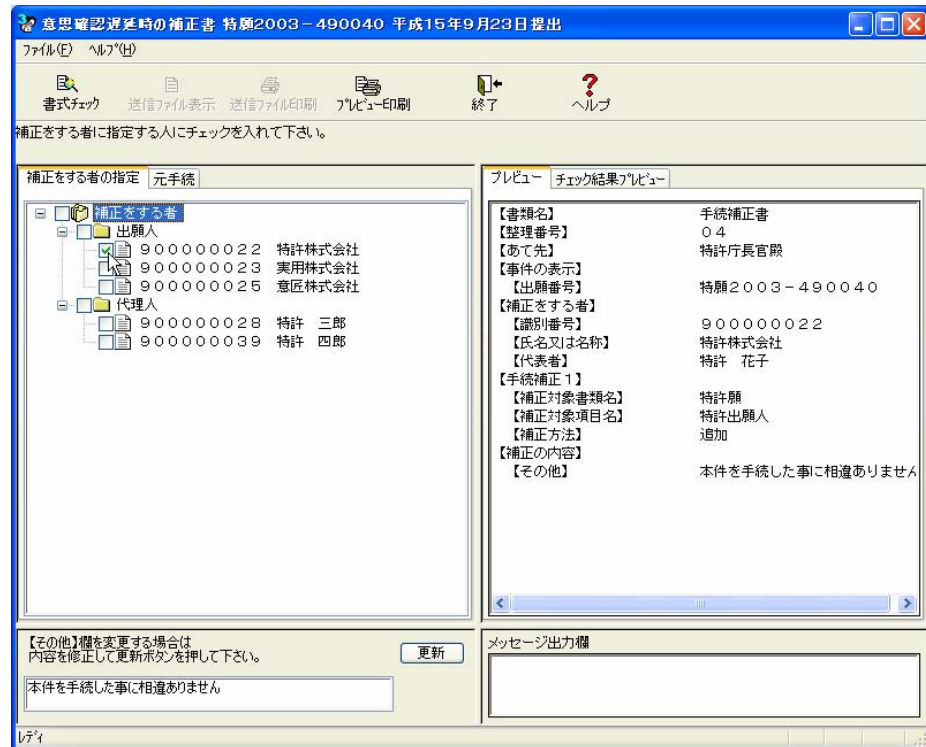 意思確認遅延時の補正書 特願2003-490040 平成15年9月23日提出
ファイル(F) ヘルプ(H)
書式チェック 送信ファイル表示 送信ファイル印刷 プレビュー印刷 終了 ヘルプ
補正をする者に指定する人にチェックを入れて下さい。
補正をする者の指定 元手続
補正をする者
出願人
900000022 特許株式会社
900000023 実用株式会社
900000025 意匠株式会社
代理人
900000028 特許 三郎
900000039 特許 四郎
プレビュー チェック結果プレビュー
【書類名】 手続補正書
【整理番号】 04
【あて先】 特許庁長官殿
【事件の表示】
【出願番号】 特願2003-490040
【補正をする者】
【識別番号】 900000022
【氏名又は名称】 特許株式会社
【代表者】 特許 花子
【手続補正1】
【補正対象書類名】 特許願
【補正対象項目名】 特許出願人
【補正方法】 追加
【補正の内容】
【その他】 本件を手続した事に相違ありません
【その他】欄を変更する場合は
内容を修正して更新ボタンを押して下さい。
更新
本件を手続した事に相違ありません
メッセージ出力欄
レディ